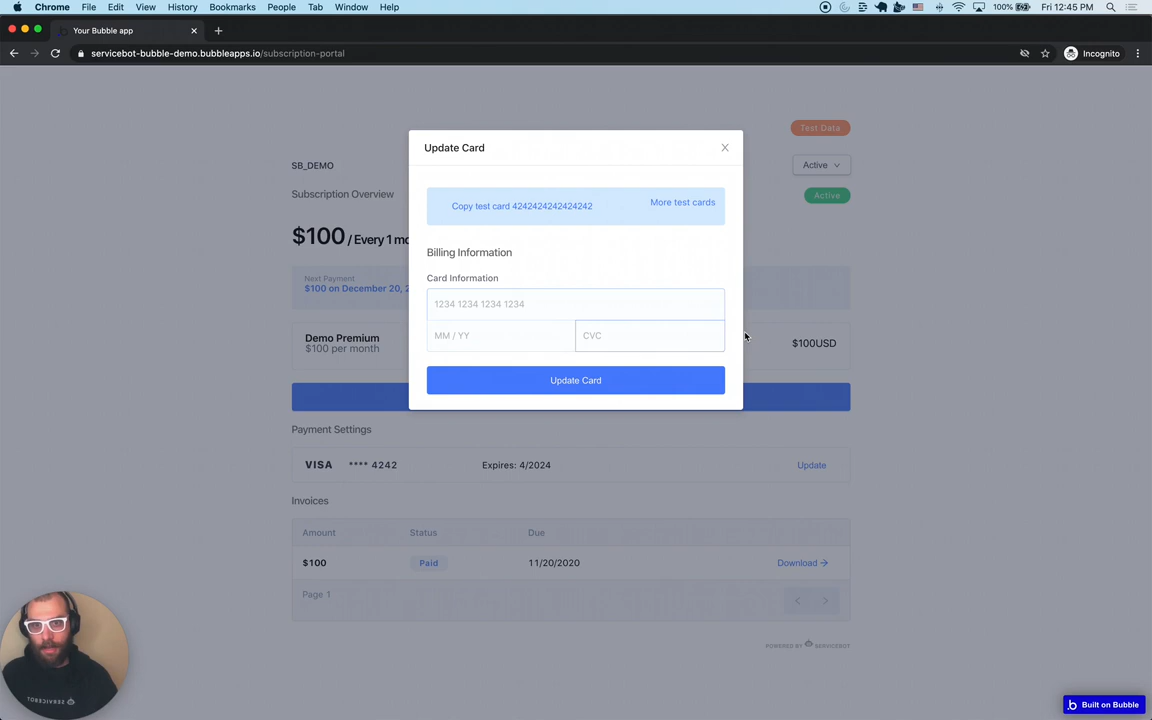 Chrome File Edit View History Bookmarks People Tab Window Help 100% Fri 12:45 PM
Your Bubble app
servicebot-bubble-demo.bubbleapps.io/subscription-portal Incognito
Test Data
Update Card
SB_DEMO
Active
Subscription Overview
Active
Copy test card 4242424242424242
More test cards
$100 / Every 1 mo
Billing Information
Next Payment
Card Information
$100 on December 20, 2
1234 1234 1234 1234
MM / YY
CVC
Demo Premium
$100USD
$100 per month
Update Card
Payment Settings
VISA **** 4242 Expires: 4/2024 Update
Invoices
Amount Status Due
$100 Paid 11/20/2020 Download →
Page 1
POWERED BY SERVICEBOT
SERVICEBOT
Built on Bubble